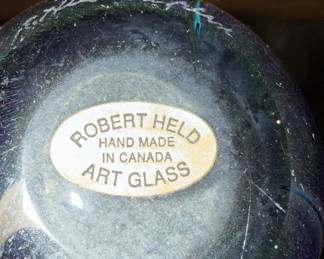 ROBERT HELD
HAND MADE
IN CANADA
ART GLASS